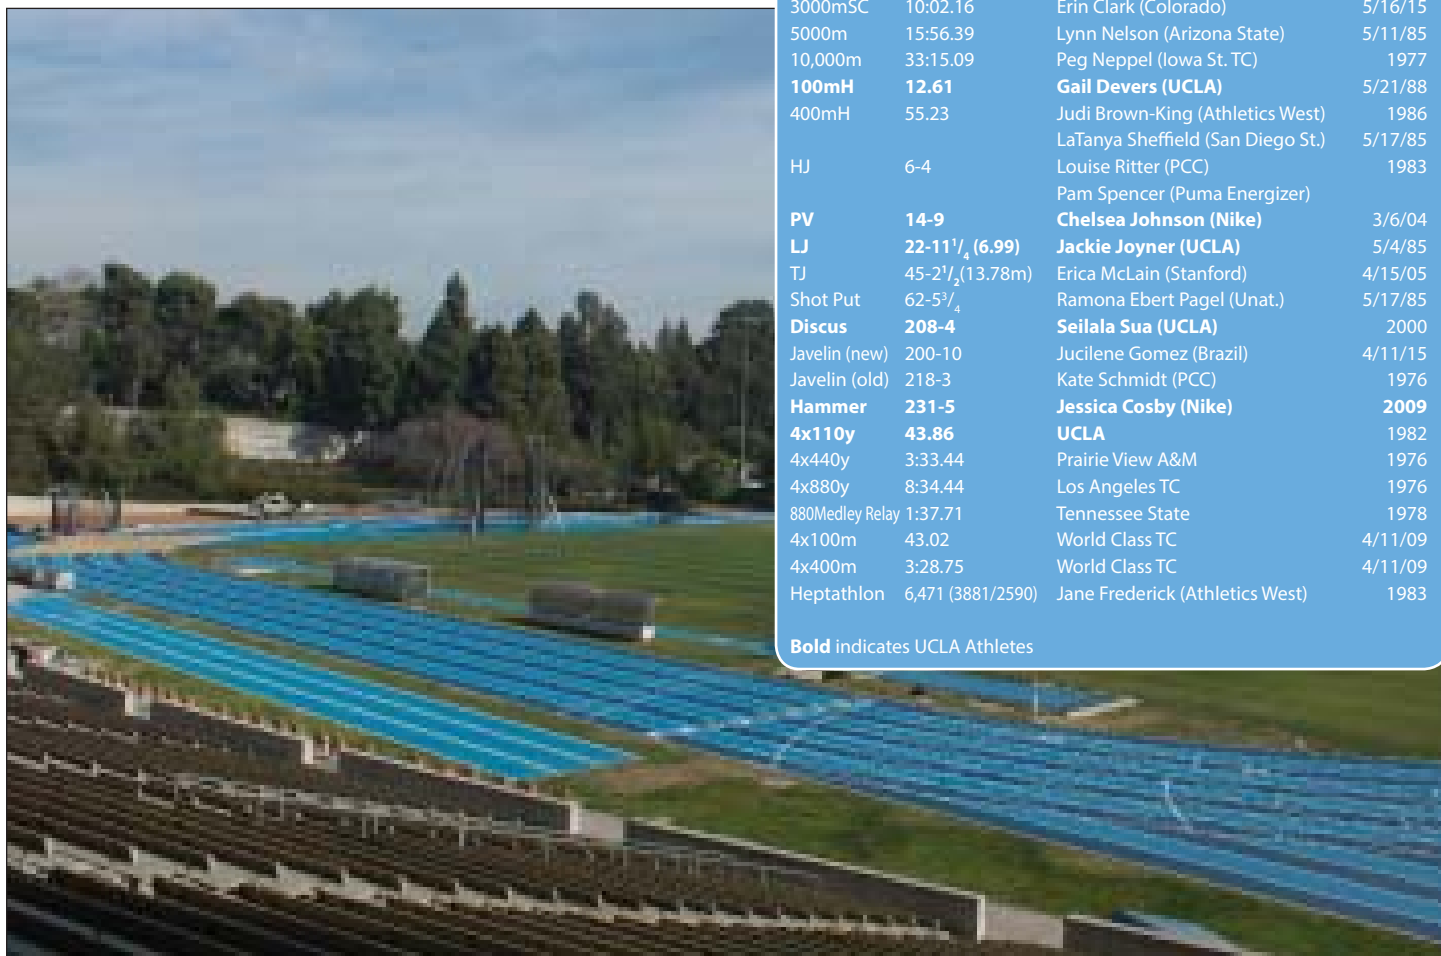 3000mSC 10:02.16 Erin Clark (Colorado) 5/16/15
5000m 15:56.39 Lynn Nelson (Arizona State) 5/11/85
10,000m 33:15.09 Peg Neppel (Iowa St. TC) 1977
100mH 12.61 Gail Devers (UCLA) 5/21/88
400mH 55.23 Judi Brown-King (Athletics West) 1986
LaTanya Sheffield (San Diego St.) 5/17/85
HJ 6-4 Louise Ritter (PCC) 1983
Pam Spencer (Puma Energizer)
PV 14-9 Chelsea Johnson (Nike) 3/6/04
LJ 22-11 1/4 (6.99) Jackie Joyner (UCLA) 5/4/85
TJ 45-2 1/2(13.78m) Erica McLain (Stanford) 4/15/05
Shot Put 62-5 3/4 Ramona Ebert Pagel (Unat.) 5/17/85
Discus 208-4 Seilala Sua (UCLA) 2000
Javelin (new) 200-10 Jucilene Gomez (Brazil) 4/11/15
Javelin (old) 218-3 Kate Schmidt (PCC) 1976
Hammer 231-5 Jessica Cosby (Nike) 2009
4x110y 43.86 UCLA 1982
4x440y 3:33.44 Prairie View A&M 1976
4x880y 8:34.44 Los Angeles TC 1976
880Medley Relay 1:37.71 Tennessee State 1978
4x100m 43.02 World Class TC 4/11/09
4x400m 3:28.75 World Class TC 4/11/09
Heptathlon 6,471 (3881/2590) Jane Frederick (Athletics West) 1983
Bold indicates UCLA Athletes